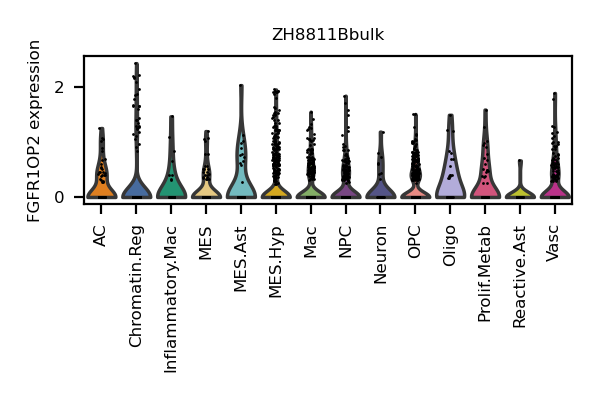 ZH8811Bbulk
FGFR1OP2 expression
2
0
AC
Chromatin.Reg
Inflammatory.Mac
MES
MES.Ast
MES.Hyp
Mac
NPC
Neuron
OPC
Oligo
Prolif.Metab
Reactive.Ast
Vasc